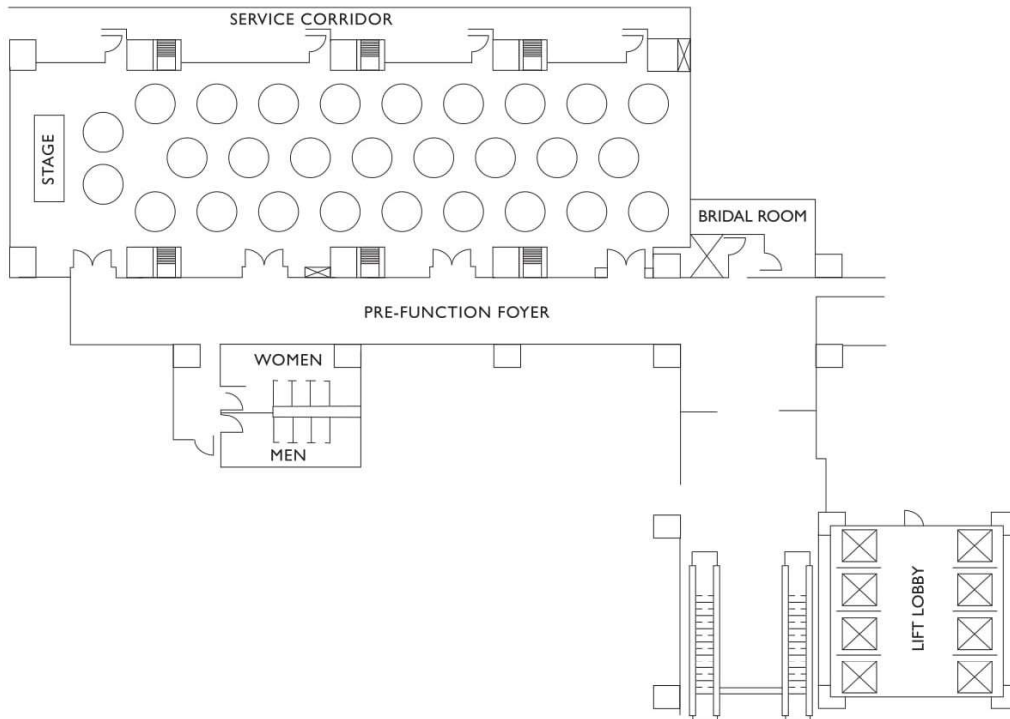 SERVICE CORRIDOR
STAGE
BRIDAL ROOM
PRE-FUNCTION FOYER
WOMEN
MEN
LIFT LOBBY